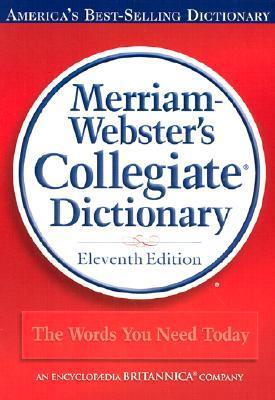 AMERICA'S BEST-SELLING DICTIONARY
Merriam-
Webster's
Collegiate®
Dictionary
Eleventh Edition
The Words You Need Today
AN ENCYCLOPÆDIA BRITANNICA® COMPANY